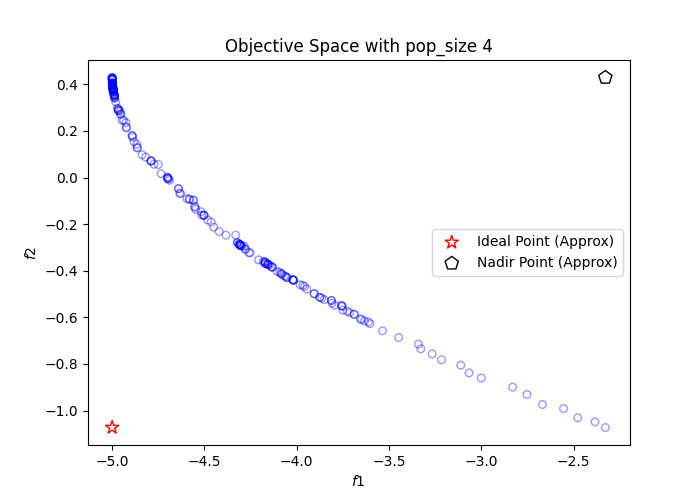 Objective Space with pop_size 4
f2
0.4
0.2
0.0
−0.2
−0.4
−0.6
−0.8
−1.0
Ideal Point (Approx)
Nadir Point (Approx)
−5.0 −4.5 −4.0 −3.5 −3.0 −2.5
f1